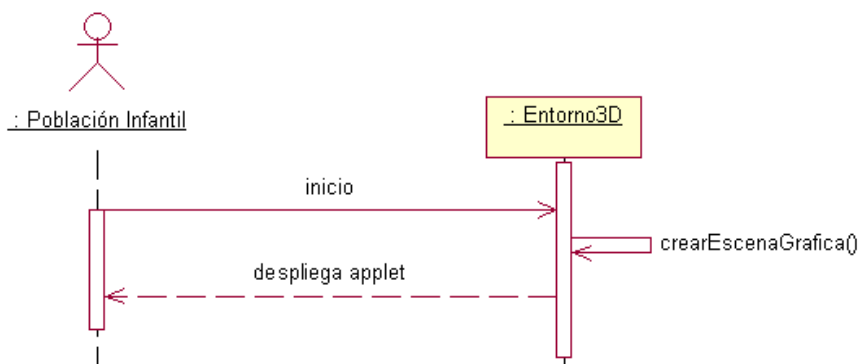 : Población Infantil
: Entorno3D
inicio
crearEscenaGrafica()
despliega applet